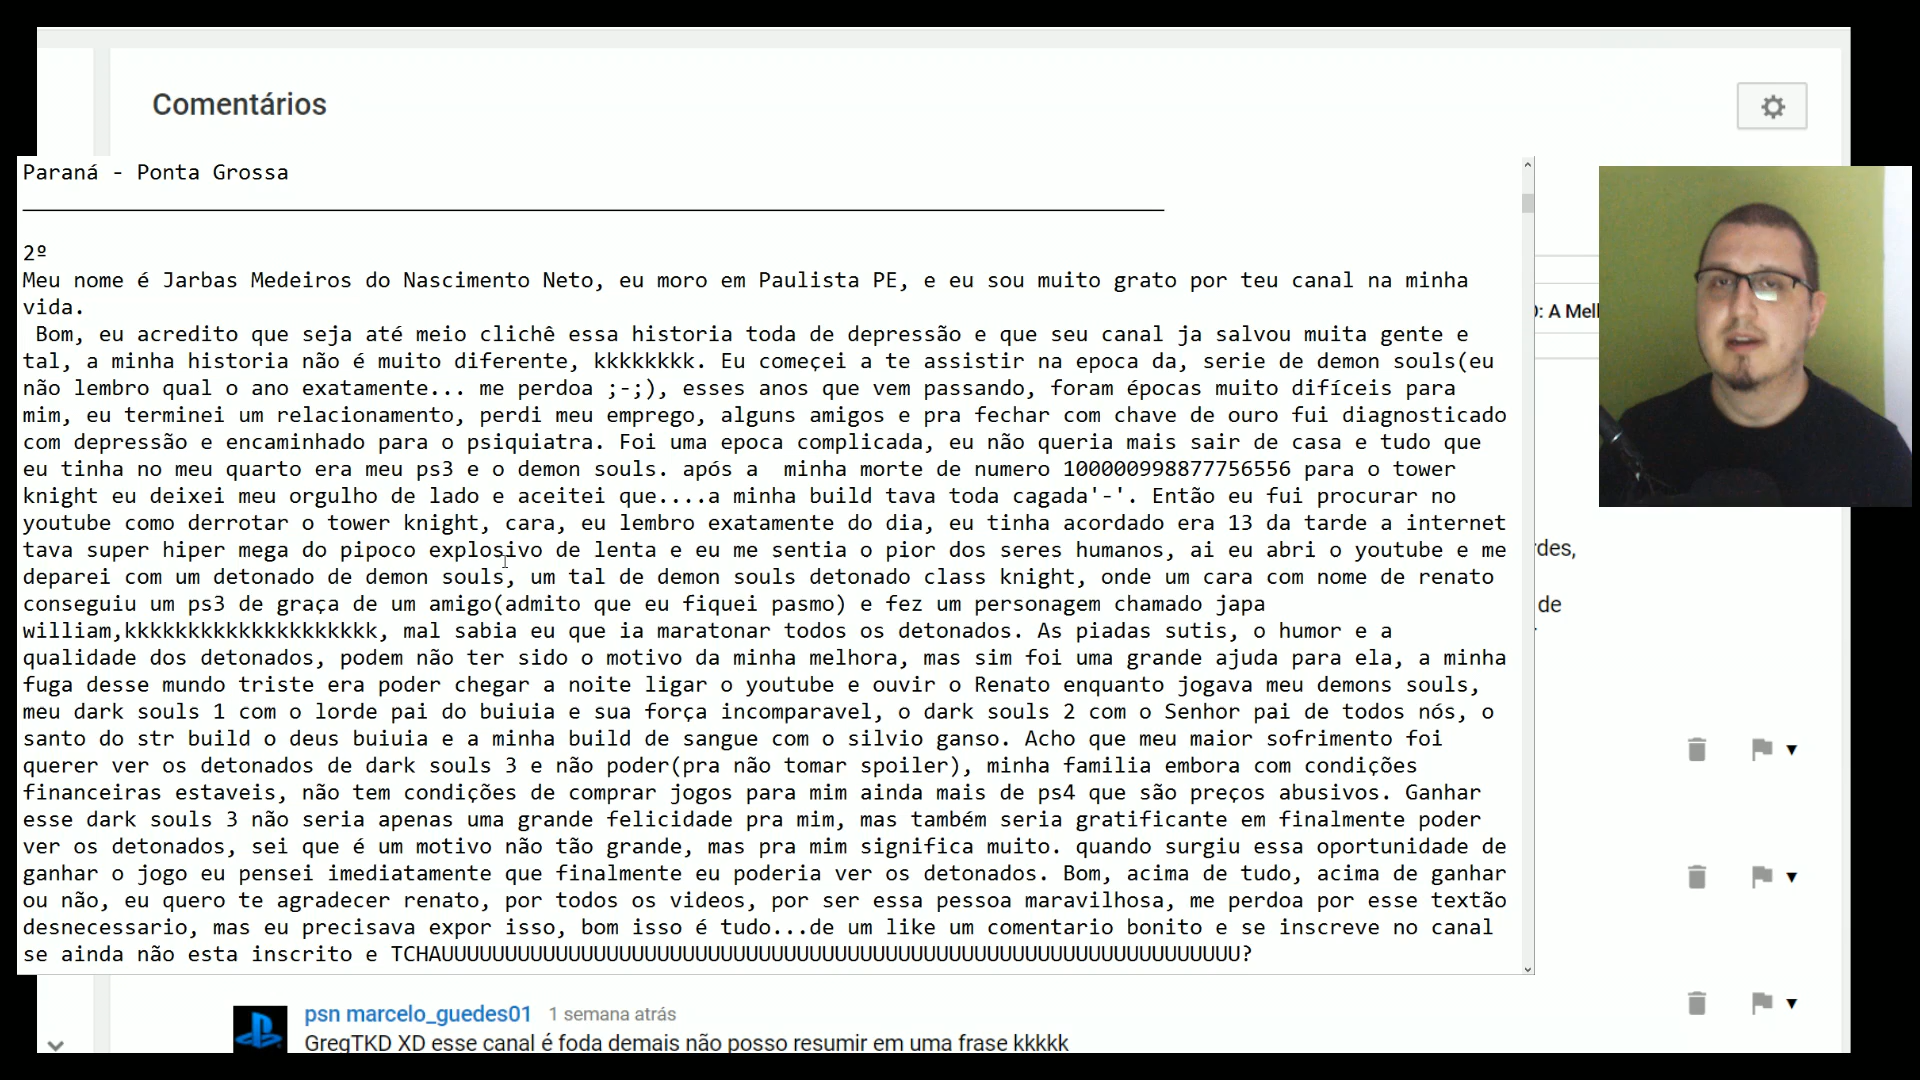 Comentários
Paraná - Ponta Grossa
2º
Meu nome é Jarbas Medeiros do Nascimento Neto, eu moro em Paulista PE, e eu sou muito grato por teu canal na minha
vida.
Bom, eu acredito que seja até meio clichê essa historia toda de depressão e que seu canal ja salvou muita gente e
tal, a minha historia não é muito diferente, kkkkkkkk. Eu começei a te assistir na epoca da, serie de demon souls(eu
não lembro qual o ano exatamente... me perdoa ;-;), esses anos que vem passando, foram épocas muito difíceis para
mim, eu terminei um relacionamento, perdi meu emprego, alguns amigos e pra fechar com chave de ouro fui diagnosticado
com depressão e encaminhado para o psiquiatra. Foi uma epoca complicada, eu não queria mais sair de casa e tudo que
eu tinha no meu quarto era meu ps3 e o demon souls. após a  minha morte de numero 100000998877756556 para o tower
knight eu deixei meu orgulho de lado e aceitei que....a minha build tava toda cagada'-'. Então eu fui procurar no
youtube como derrotar o tower knight, cara, eu lembro exatamente do dia, eu tinha acordado era 13 da tarde a internet
tava super hiper mega do pipoco explosivo de lenta e eu me sentia o pior dos seres humanos, ai eu abri o youtube e me
deparei com um detonado de demon souls, um tal de demon souls detonado class knight, onde um cara com nome de renato
conseguiu um ps3 de graça de um amigo(admito que eu fiquei pasmo) e fez um personagem chamado japa
william,kkkkkkkkkkkkkkkkkkkk, mal sabia eu que ia maratonar todos os detonados. As piadas sutis, o humor e a
qualidade dos detonados, podem não ter sido o motivo da minha melhora, mas sim foi uma grande ajuda para ela, a minha
fuga desse mundo triste era poder chegar a noite ligar o youtube e ouvir o Renato enquanto jogava meu demons souls,
meu dark souls 1 com o lorde pai do buiuia e sua força incomparavel, o dark souls 2 com o Senhor pai de todos nós, o
santo do str build o deus buiuia e a minha build de sangue com o silvio ganso. Acho que meu maior sofrimento foi
querer ver os detonados de dark souls 3 e não poder(pra não tomar spoiler), minha familia embora com condições
financeiras estaveis, não tem condições de comprar jogos para mim ainda mais de ps4 que são preços abusivos. Ganhar
esse dark souls 3 não seria apenas uma grande felicidade pra mim, mas também seria gratificante em finalmente poder
ver os detonados, sei que é um motivo não tão grande, mas pra mim significa muito. quando surgiu essa oportunidade de
ganhar o jogo eu pensei imediatamente que finalmente eu poderia ver os detonados. Bom, acima de tudo, acima de ganhar
ou não, eu quero te agradecer renato, por todos os videos, por ser essa pessoa maravilhosa, me perdoa por esse textão
desnecessario, mas eu precisava expor isso, bom isso é tudo...de um like um comentario bonito e se inscreve no canal
se ainda não esta inscrito e TCHAUUUUUUUUUUUUUUUUUUUUUUUUUUUUUUUUUUUUUUUUUUUUUUUUUUUUUUUUUUUUUUU?
: A Mel
rdes,
de
psn marcelo_guedes01 1 semana atrás
GregTKD XD esse canal é foda demais não posso resumir em uma frase kkkkk